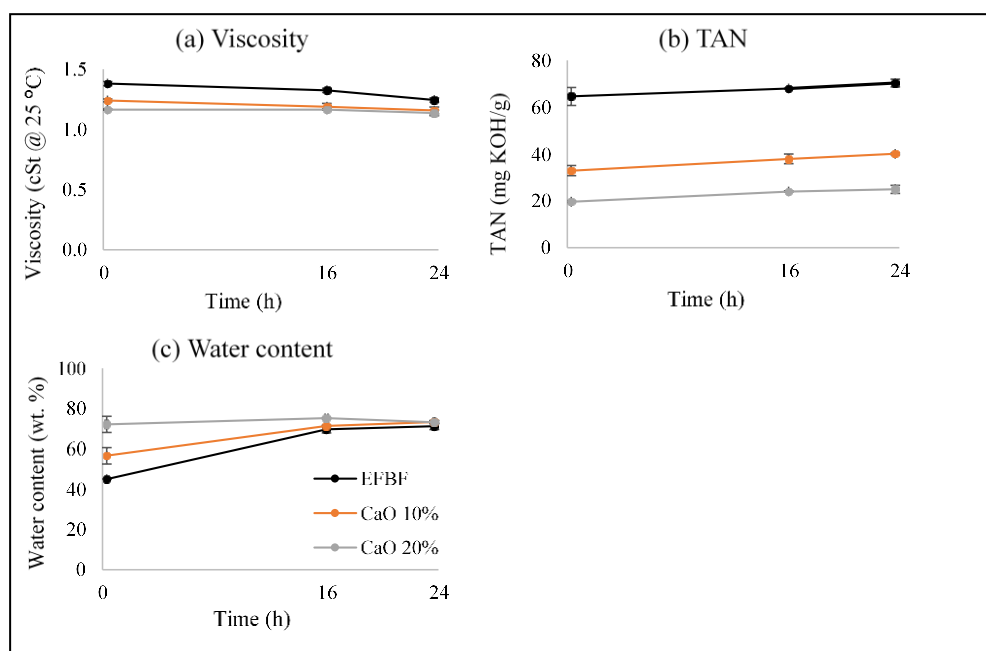 (a) Viscosity
Viscosity (cSt @ 25 °C)
1.5
1.0
0.5
0.0
0
16
24
Time (h)
(b) TAN
TAN (mg KOH/g)
80
60
40
20
0
0
16
24
Time (h)
(c) Water content
Water content (wt. %)
100
80
60
40
20
0
EFBF
CaO 10%
CaO 20%
0
16
24
Time (h)